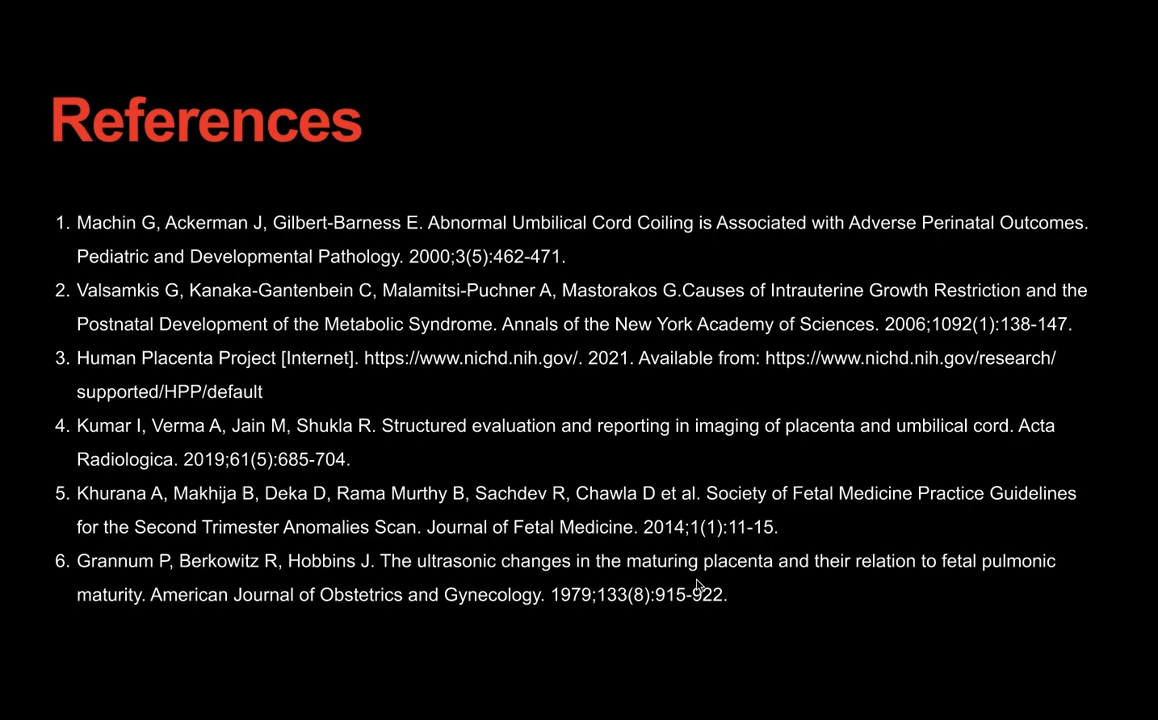 References
1. Machin G, Ackerman J, Gilbert-Barness E. Abnormal Umbilical Cord Coiling is Associated with Adverse Perinatal Outcomes.
Pediatric and Developmental Pathology. 2000;3(5):462-471.
2. Valsamkis G, Kanaka-Gantenbein C, Malamitsi-Puchner A, Mastorakos G.Causes of Intrauterine Growth Restriction and the
Postnatal Development of the Metabolic Syndrome. Annals of the New York Academy of Sciences. 2006;1092(1):138-147.
3. Human Placenta Project [Internet]. https://www.nichd.nih.gov/. 2021. Available from: https://www.nichd.nih.gov/research/
supported/HPP/default
4. Kumar I, Verma A, Jain M, Shukla R. Structured evaluation and reporting in imaging of placenta and umbilical cord. Acta
Radiologica. 2019;61(5):685-704.
5. Khurana A, Makhija B, Deka D, Rama Murthy B, Sachdev R, Chawla D et al. Society of Fetal Medicine Practice Guidelines
for the Second Trimester Anomalies Scan. Journal of Fetal Medicine. 2014;1(1):11-15.
6. Grannum P, Berkowitz R, Hobbins J. The ultrasonic changes in the maturing placenta and their relation to fetal pulmonic
maturity. American Journal of Obstetrics and Gynecology. 1979;133(8):915-922.